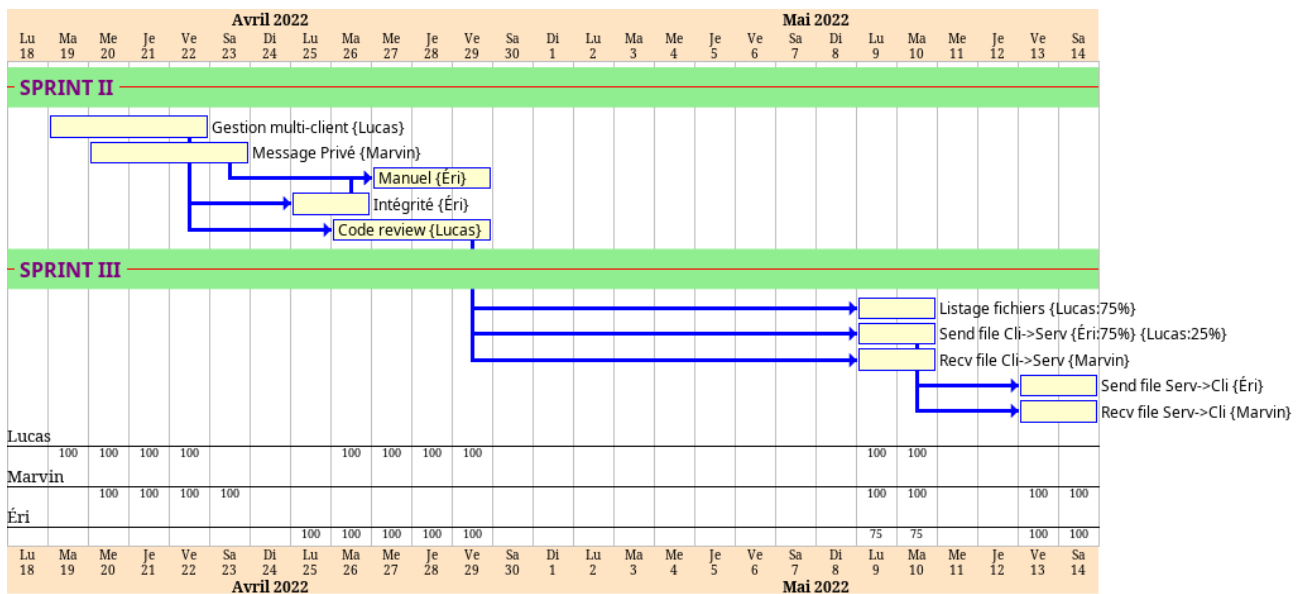 Avril 2022 Mai 2022
Lu Ma Me Je Ve Sa Di Lu Ma Me Je Ve Sa Di Lu Ma Me Je Ve Sa Di Lu Ma Me Je Ve Sa
18 19 20 21 22 23 24 25 26 27 28 29 30 1 2 3 4 5 6 7 8 9 10 11 12 13 14
SPRINT II
Gestion multi-client {Lucas}
Message Privé {Marvin}
Manuel {Éri}
Intégrité {Éri}
Code review {Lucas}
SPRINT III
Listage fichiers {Lucas:75%}
Send file Cli->Serv {Éri:75%} {Lucas:25%}
Recv file Cli->Serv {Marvin}
Send file Serv->Cli {Éri}
Recv file Serv->Cli {Marvin}
Lucas
100 100 100 100 100 100 100 100 100 100
Marvin
100 100 100 100 100 100 100 100
Éri
100 100 100 100 100 75 75 100 100
Lu Ma Me Je Ve Sa Di Lu Ma Me Je Ve Sa Di Lu Ma Me Je Ve Sa Di Lu Ma Me Je Ve Sa
18 19 20 21 22 23 24 25 26 27 28 29 30 1 2 3 4 5 6 7 8 9 10 11 12 13 14
Avril 2022 Mai 2022